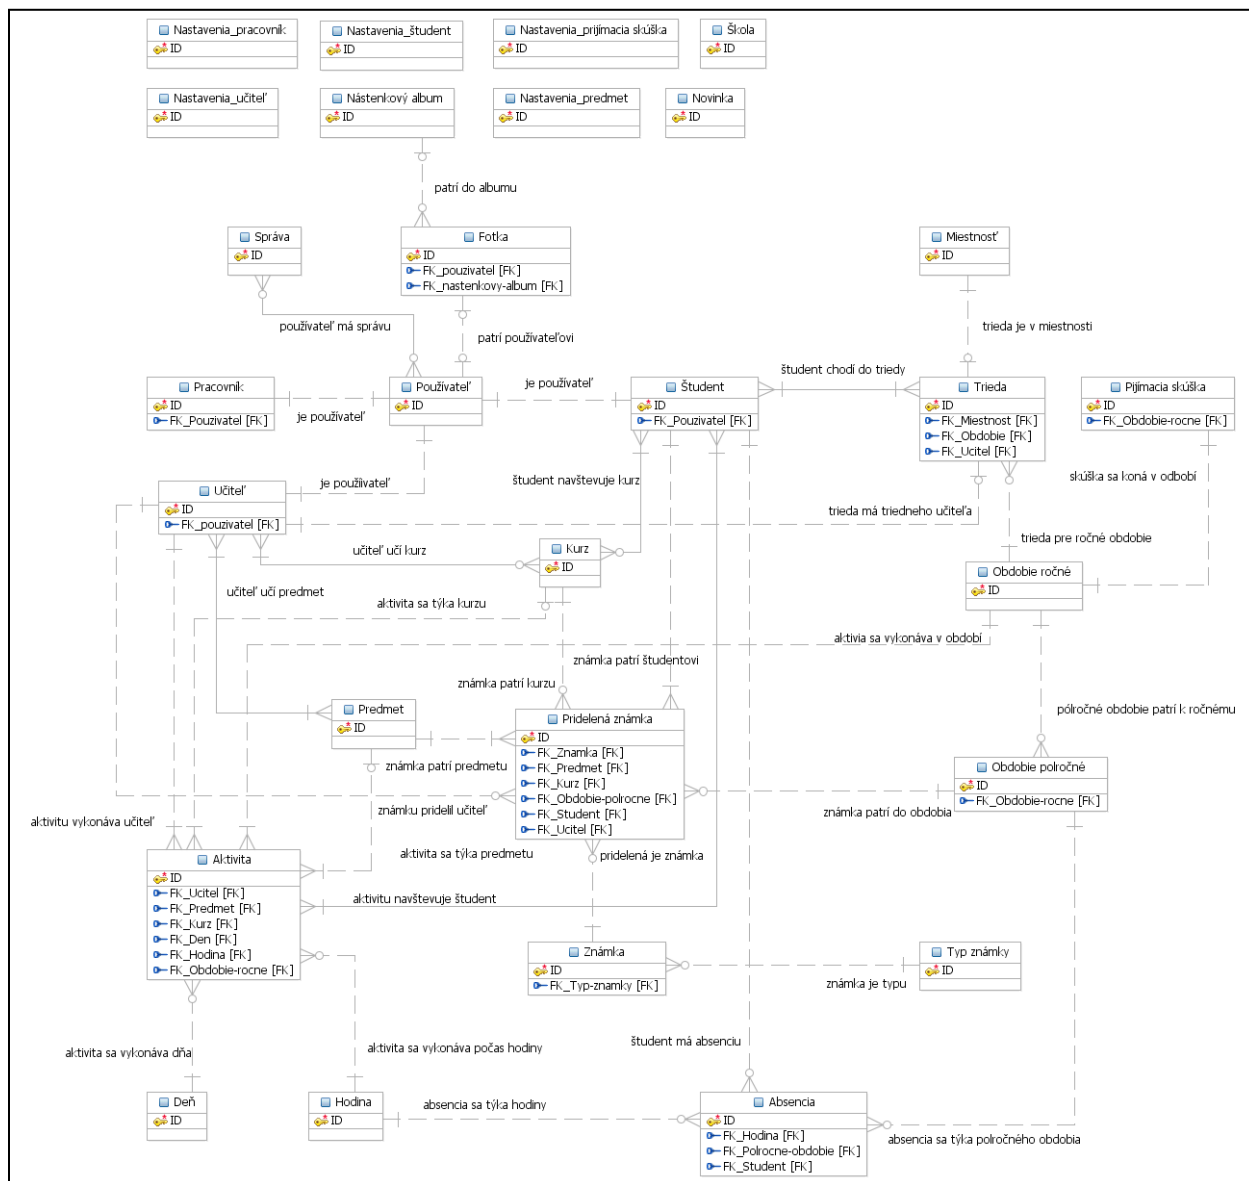 Nastavenia_pracovník
ID
Nastavenia_študent
ID
Nastavenia_prijímacia skúška
ID
Škola
ID
Nastavenia_učiteľ
ID
Nástenkový album
ID
Nastavenia_predmet
ID
Novinka
ID
patrí do albumu
Správa
ID
Fotka
ID
FK_pouzivatel [FK]
FK_nastenkovy-album [FK]
Miestnosť
ID
používateľ má správu
patrí používateľovi
trieda je v miestnosti
Pracovník
ID
FK_Pouzivatel [FK]
je používateľ
Používateľ
ID
je používateľ
Študent
ID
FK_Pouzivatel [FK]
študent chodí do triedy
Trieda
ID
FK_Miestnost [FK]
FK_Obdobie [FK]
FK_Ucitel [FK]
Pijímacia skúška
ID
FK_Obdobie-rocne [FK]
skúška sa koná v odbobí
je použiívateľ
študent navštevuje kurz
Učiteľ
ID
FK_pouzivatel [FK]
trieda má triedneho učiteľa
trieda pre ročné obdobie
učiteľ učí kurz
Kurz
ID
Obdobie ročné
ID
učiteľ učí predmet
aktivita sa týka kurzu
aktivia sa vykonáva v období
známka patrí študentovi
známka patrí kurzu
Predmet
ID
Pridelená známka
ID
FK_Znamka [FK]
FK_Predmet [FK]
FK_Kurz [FK]
FK_Obdobie-polrocne [FK]
FK_Student [FK]
FK_Ucitel [FK]
pólročné obdobie patrí k ročnému
Obdobie polročné
ID
FK_Obdobie-rocne [FK]
známka patrí predmetu
známku pridelil učiteľ
známka patrí do obdobia
aktivitu vykonáva učiteľ
Aktivita
ID
FK_Ucitel [FK]
FK_Predmet [FK]
FK_Kurz [FK]
FK_Den [FK]
FK_Hodina [FK]
FK_Obdobie-rocne [FK]
aktivita sa týka predmetu
pridelená je známka
aktivitu navštevuje študent
Známka
ID
FK_Typ-znamky [FK]
známka je typu
Typ známky
ID
aktivita sa vykonáva dňa
aktivita sa vykonáva počas hodiny
študent má absenciu
Deň
ID
Hodina
ID
absencia sa týka hodiny
Absencia
ID
FK_Hodina [FK]
FK_Polrocne-obdobie [FK]
FK_Student [FK]
absencia sa týka polročného obdobia